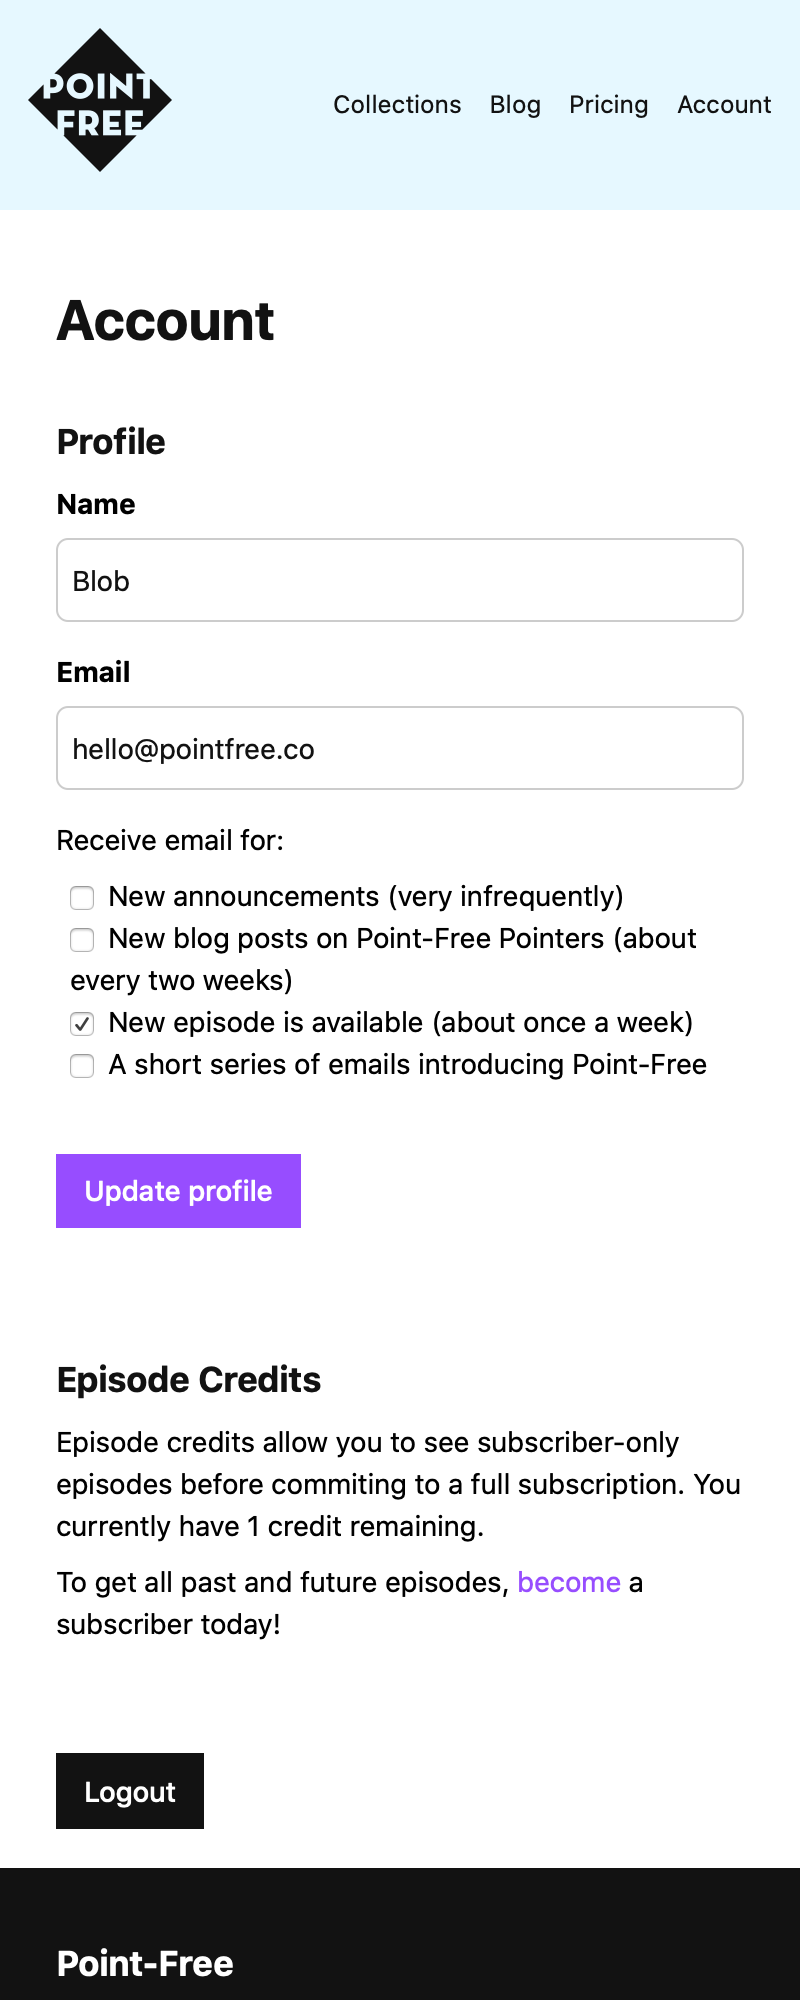 POINT
FREE
Collections Blog Pricing Account
Account
Profile
Name
Blob
Email
hello@pointfree.co
Receive email for:
New announcements (very infrequently)
New blog posts on Point-Free Pointers (about
every two weeks)
New episode is available (about once a week)
A short series of emails introducing Point-Free
Update profile
Episode Credits
Episode credits allow you to see subscriber-only
episodes before commiting to a full subscription. You
currently have 1 credit remaining.
To get all past and future episodes, become a
subscriber today!
Logout
Point-Free